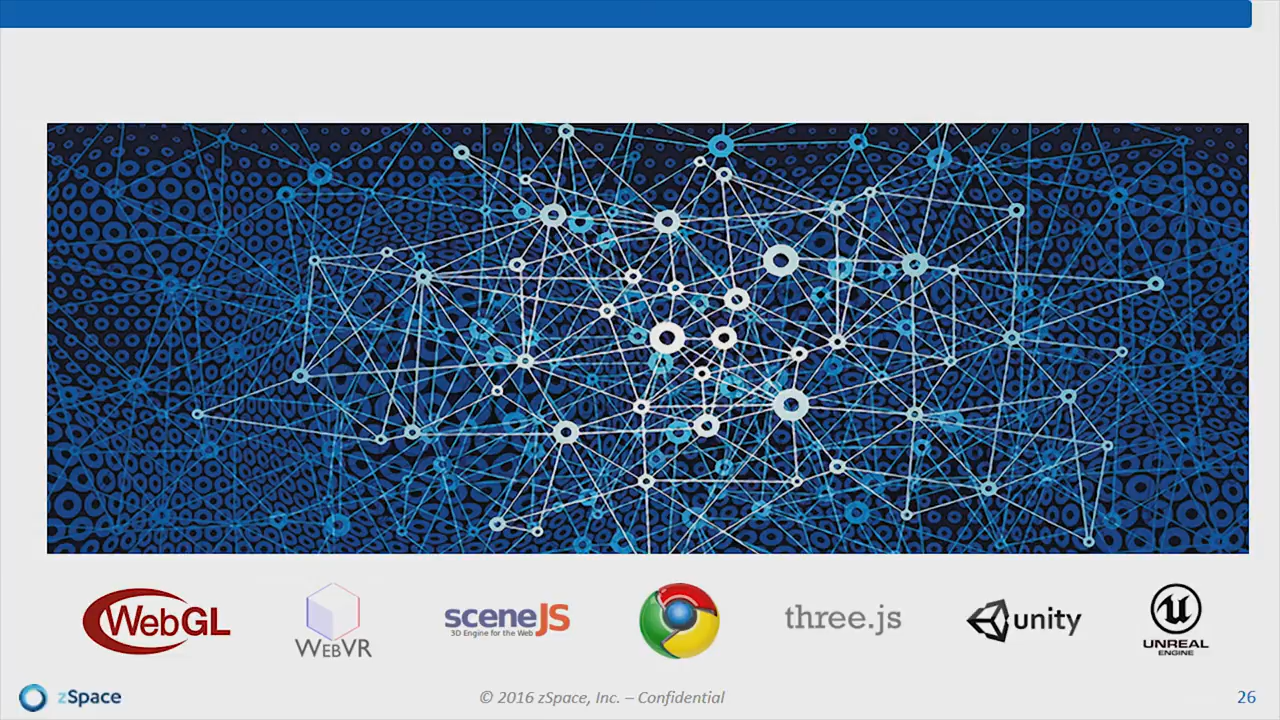 WebGL
WEBVR
sceneJS
3D Engine for the Web
three.js
unity
UNREAL
ENGINE
zSpace
© 2016 zSpace, Inc. – Confidential
26